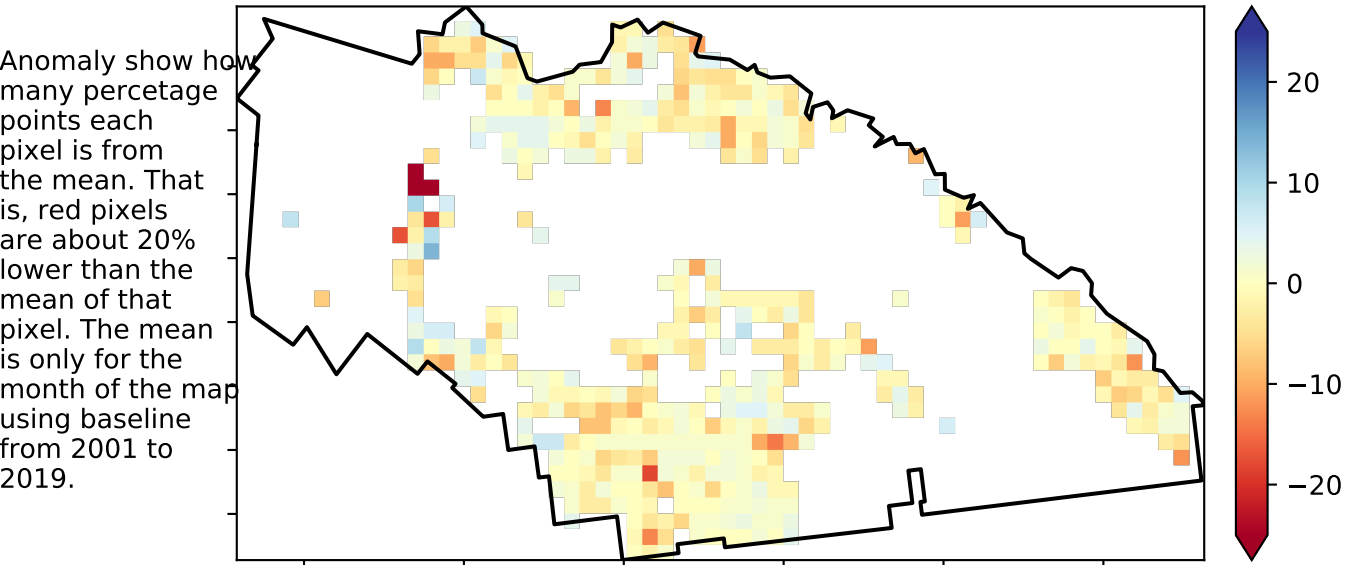 Anomaly show how
many percetage
points each
pixel is from
the mean. That
is, red pixels
are about 20%
lower than the
mean of that
pixel. The mean
is only for the
month of the map
using baseline
from 2001 to
2019.
20
10
0
−10
−20